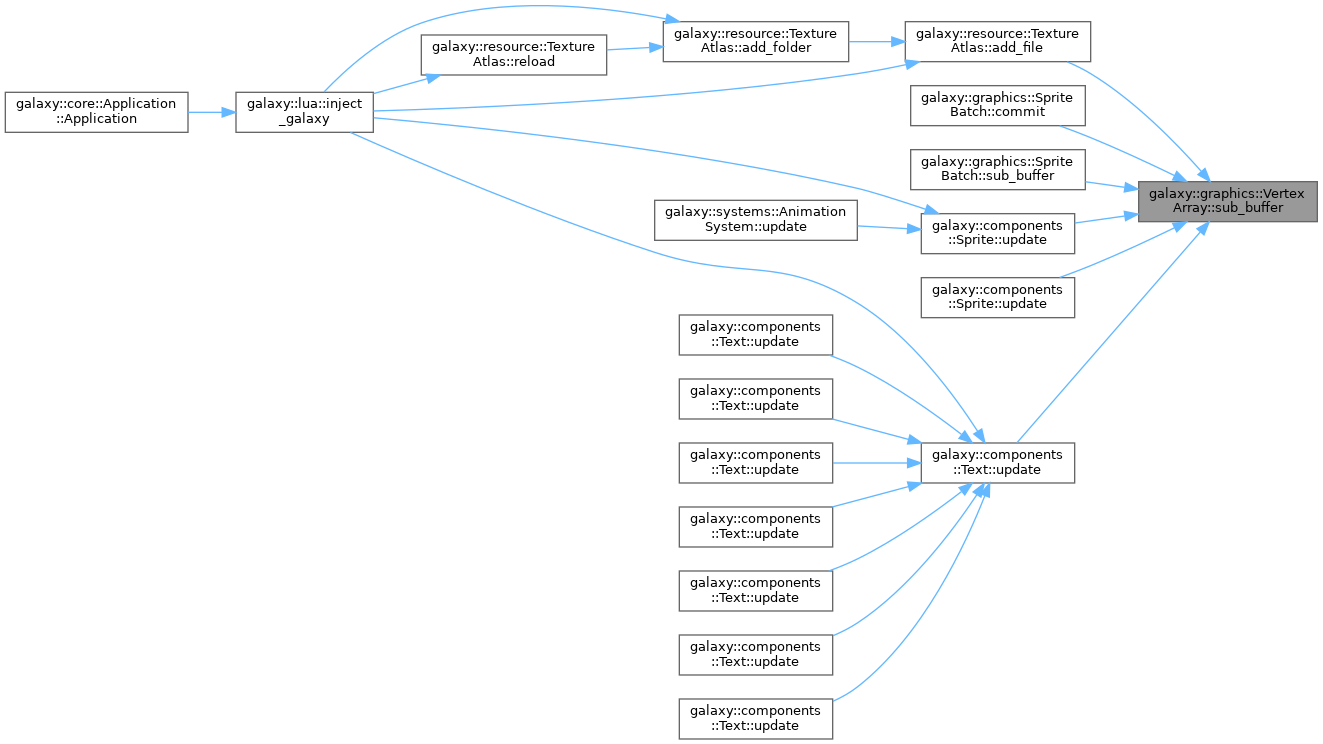 galaxy::resource::Texture
Atlas::add_folder
galaxy::resource::Texture
Atlas::add_file
galaxy::resource::Texture
Atlas::reload
galaxy::core::Application
::Application
galaxy::lua::inject
_galaxy
galaxy::graphics::Sprite
Batch::commit
galaxy::graphics::Sprite
Batch::sub_buffer
galaxy::graphics::Vertex
Array::sub_buffer
galaxy::systems::Animation
System::update
galaxy::components
::Sprite::update
galaxy::components
::Sprite::update
galaxy::components
::Text::update
galaxy::components
::Text::update
galaxy::components
::Text::update
galaxy::components
::Text::update
galaxy::components
::Text::update
galaxy::components
::Text::update
galaxy::components
::Text::update
galaxy::components
::Text::update